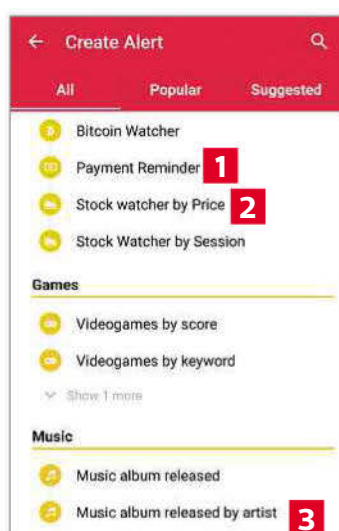 Create Alert
All Popular Suggested
Bitcoin Watcher
Payment Reminder 1
Stock watcher by Price 2
Stock Watcher by Session
Games
Videogames by score
Videogames by keyword
Show 1 more
Music
Music album released
Music album released by artist 3